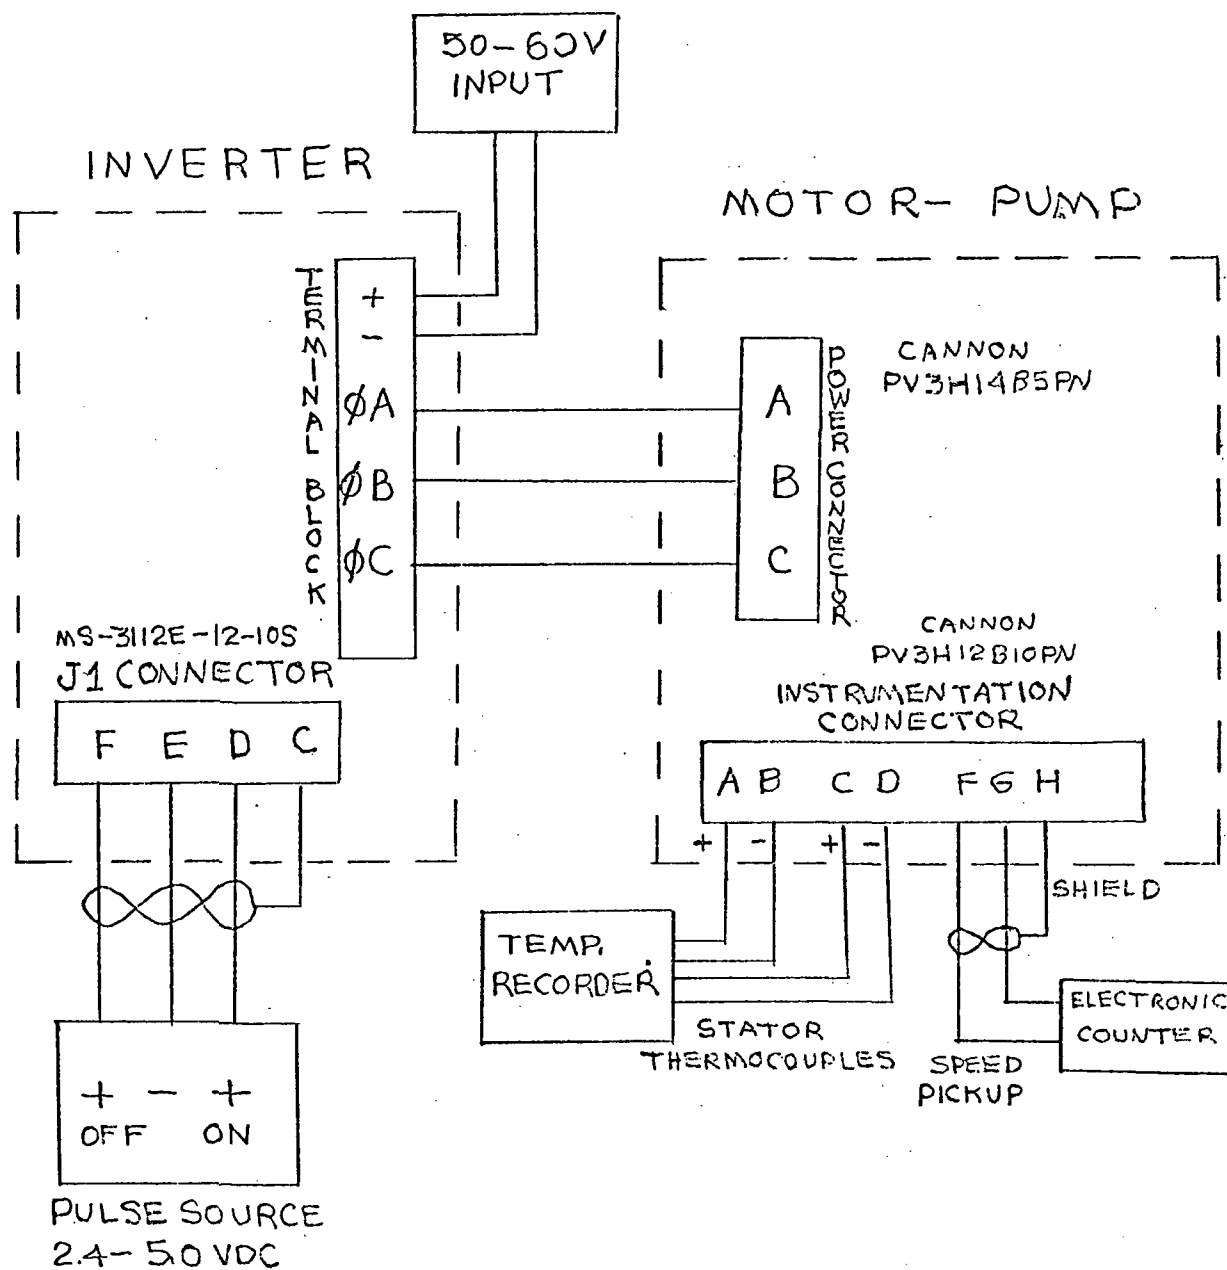 50-60V
INPUT
INVERTER
MOTOR- PUMP
TERMINAL BLOCK
+
-
ØA
ØB
ØC
A
B
C
POWER CONNECTOR
CANNON
PV3H14B5PN
MS-3112E-12-10S
J1 CONNECTOR
F E D C
CANNON
PV3H12B10PN
INSTRUMENTATION
CONNECTOR
A B C D F G H
+ - + -
SHIELD
TEMP.
RECORDER
STATOR
THERMOCOUPLES
SPEED
PICKUP
ELECTRONIC
COUNTER
+ - +
OFF ON
PULSE SOURCE
2.4- 5.0 VDC